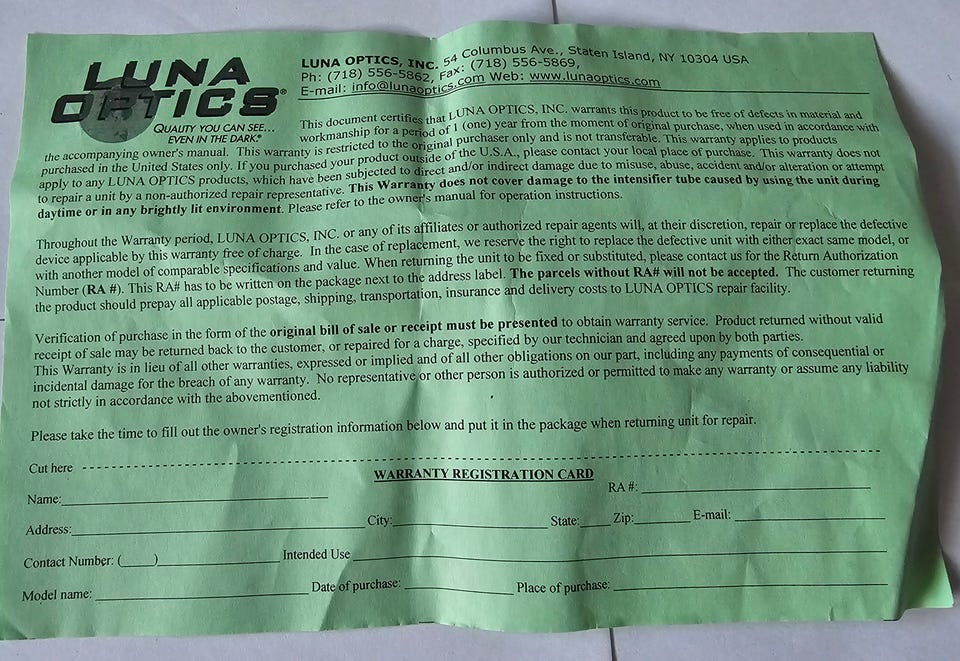 LUNA
OPTICS®
QUALITY YOU CAN SEE...
EVEN IN THE DARK.®
LUNA OPTICS, INC. 54 Columbus Ave., Staten Island, NY 10304 USA
Ph: (718) 556-5862, Fax: (718) 556-5869,
E-mail: info@lunaoptics.com Web: www.lunaoptics.com
This document certifies that LUNA OPTICS, INC. warrants this product to be free of defects in material and
workmanship for a period of 1 (one) year from the moment of original purchase, when used in accordance with
the accompanying owner's manual. This warranty is restricted to the original purchaser only and is not transferable. This warranty applies to products
purchased in the United States only. If you purchased your product outside of the U.S.A., please contact your local place of purchase. This warranty does not
apply to any LUNA OPTICS products, which have been subjected to direct and/or indirect damage due to misuse, abuse, accident and/or alteration or attempt
to repair a unit by a non-authorized repair representative. This Warranty does not cover damage to the intensifier tube caused by using the unit during
daytime or in any brightly lit environment. Please refer to the owner's manual for operation instructions.
Throughout the Warranty period, LUNA OPTICS, INC. or any of its affiliates or authorized repair agents will, at their discretion, repair or replace the defective
device applicable by this warranty free of charge. In the case of replacement, we reserve the right to replace the defective unit with either exact same model, or
with another model of comparable specifications and value. When returning the unit to be fixed or substituted, please contact us for the Return Authorization
Number (RA #). This RA# has to be written on the package next to the address label. The parcels without RA# will not be accepted. The customer returning
the product should prepay all applicable postage, shipping, transportation, insurance and delivery costs to LUNA OPTICS repair facility.
Verification of purchase in the form of the original bill of sale or receipt must be presented to obtain warranty service. Product returned without valid
receipt of sale may be returned back to the customer, or repaired for a charge, specified by our technician and agreed upon by both parties.
This Warranty is in lieu of all other warranties, expressed or implied and of all other obligations on our part, including any payments of consequential or
incidental damage for the breach of any warranty. No representative or other person is authorized or permitted to make any warranty or assume any liability
not strictly in accordance with the abovementioned.
Please take the time to fill out the owner's registration information below and put it in the package when returning unit for repair.
Cut here
WARRANTY REGISTRATION CARD
Name: RA #:
Address: City: State: Zip: E-mail:
Contact Number: ( ) Intended Use
Model name: Date of purchase: Place of purchase: